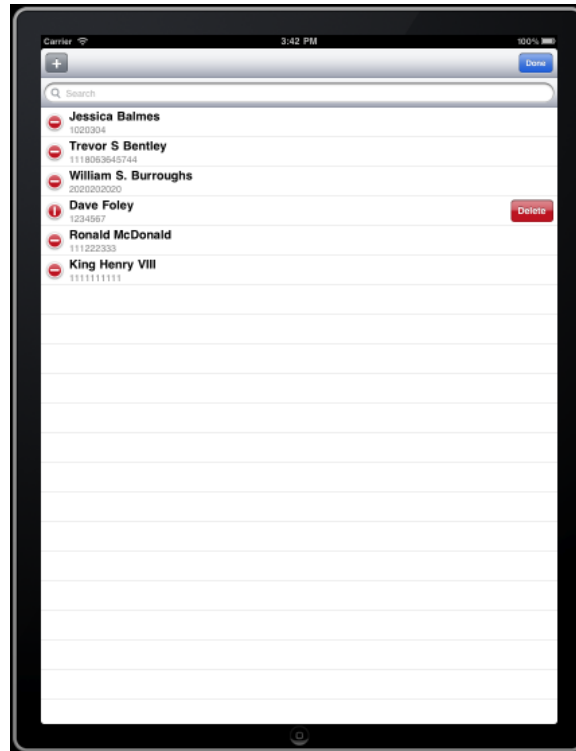 Carrier 3:42 PM 100%
+ Done
Search
Jessica Balmes
1020304
Trevor S Bentley
1118063645744
William S. Burroughs
2020202020
Dave Foley
1234567
Delete
Ronald McDonald
111222333
King Henry VIII
1111111111